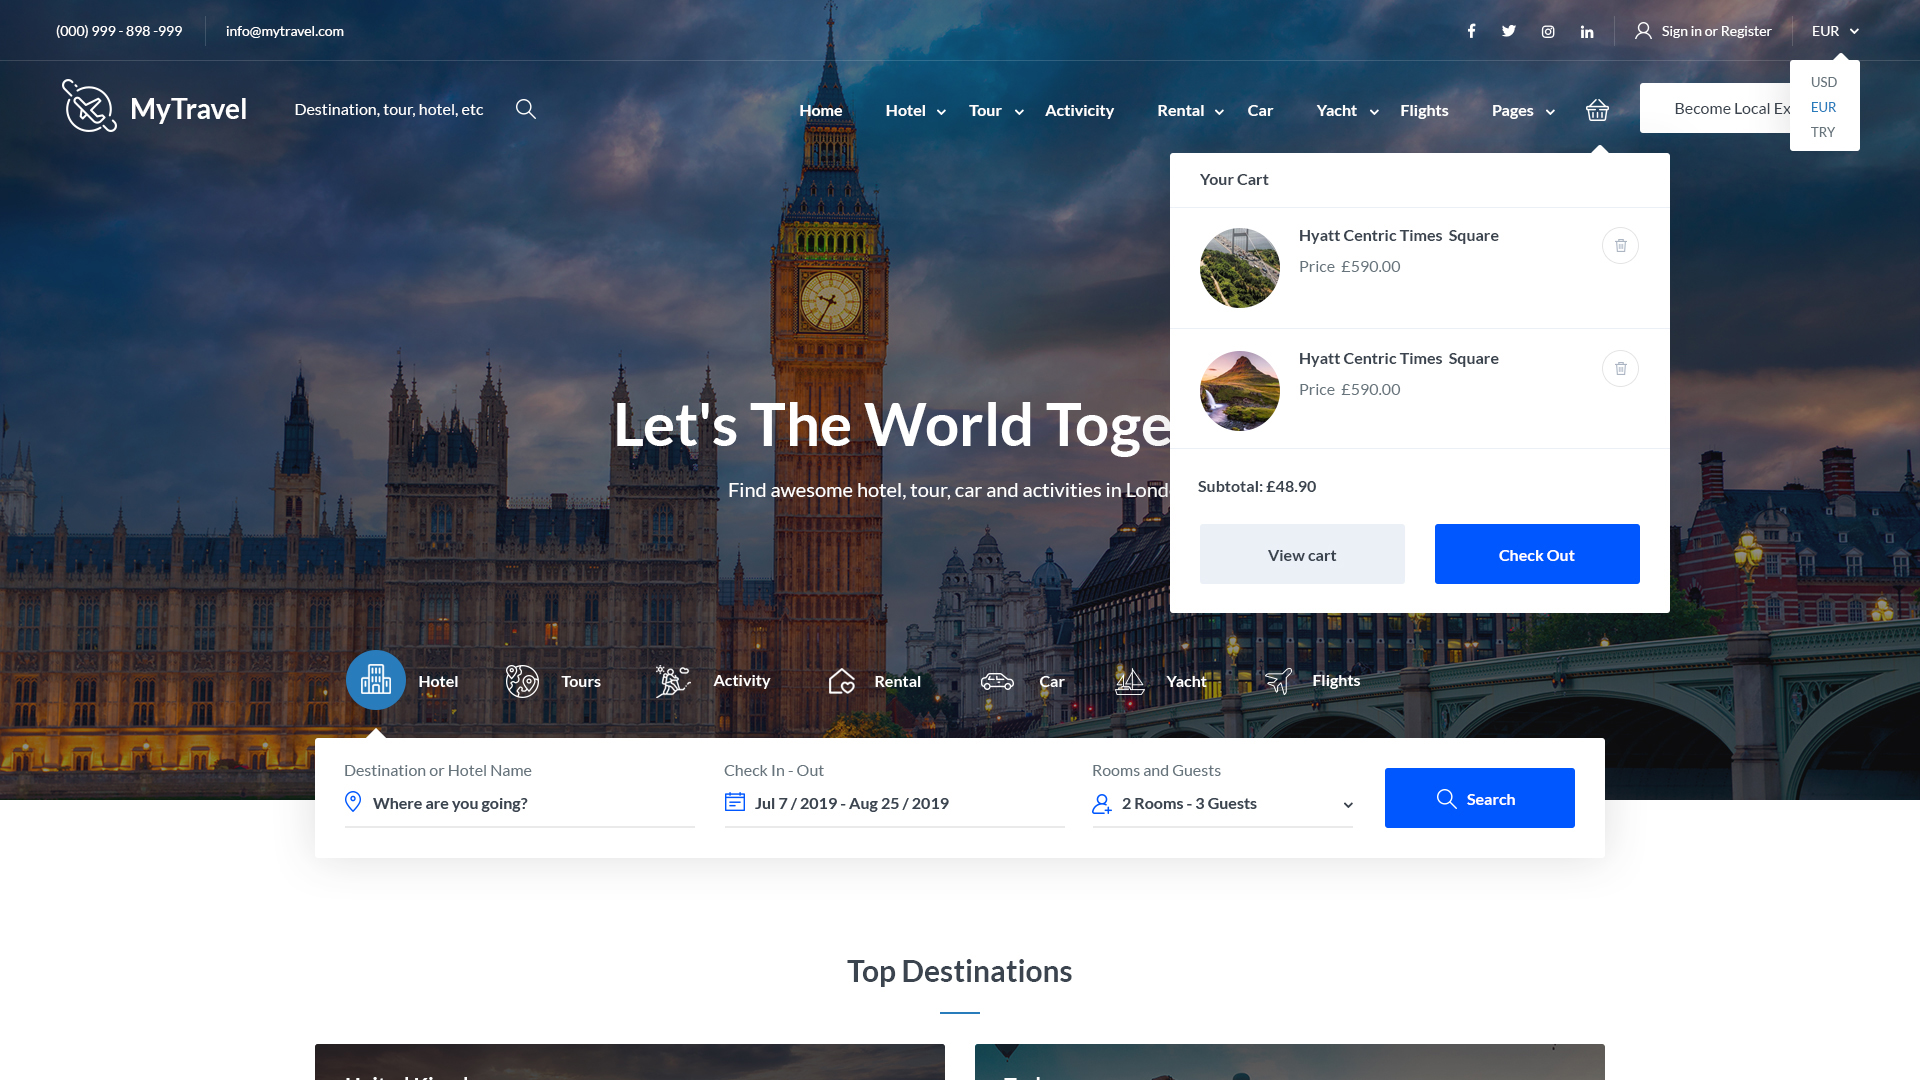 (000) 999 - 898 -999
info@mytravel.com
Sign in or Register
EUR
USD
EUR
TRY
MyTravel
Destination, tour, hotel, etc
Home
Hotel
Tour
Activicity
Rental
Car
Yacht
Flights
Pages
Become Local Ex
Your Cart
Hyatt Centric Times Square
Price £590.00
Hyatt Centric Times Square
Price £590.00
Subtotal: £48.90
View cart
Check Out
Let's The World Toge
Find awesome hotel, tour, car and activities in Lond
Hotel
Tours
Activity
Rental
Car
Yacht
Flights
Destination or Hotel Name
Where are you going?
Check In - Out
Jul 7 / 2019 - Aug 25 / 2019
Rooms and Guests
2 Rooms - 3 Guests
Search
Top Destinations